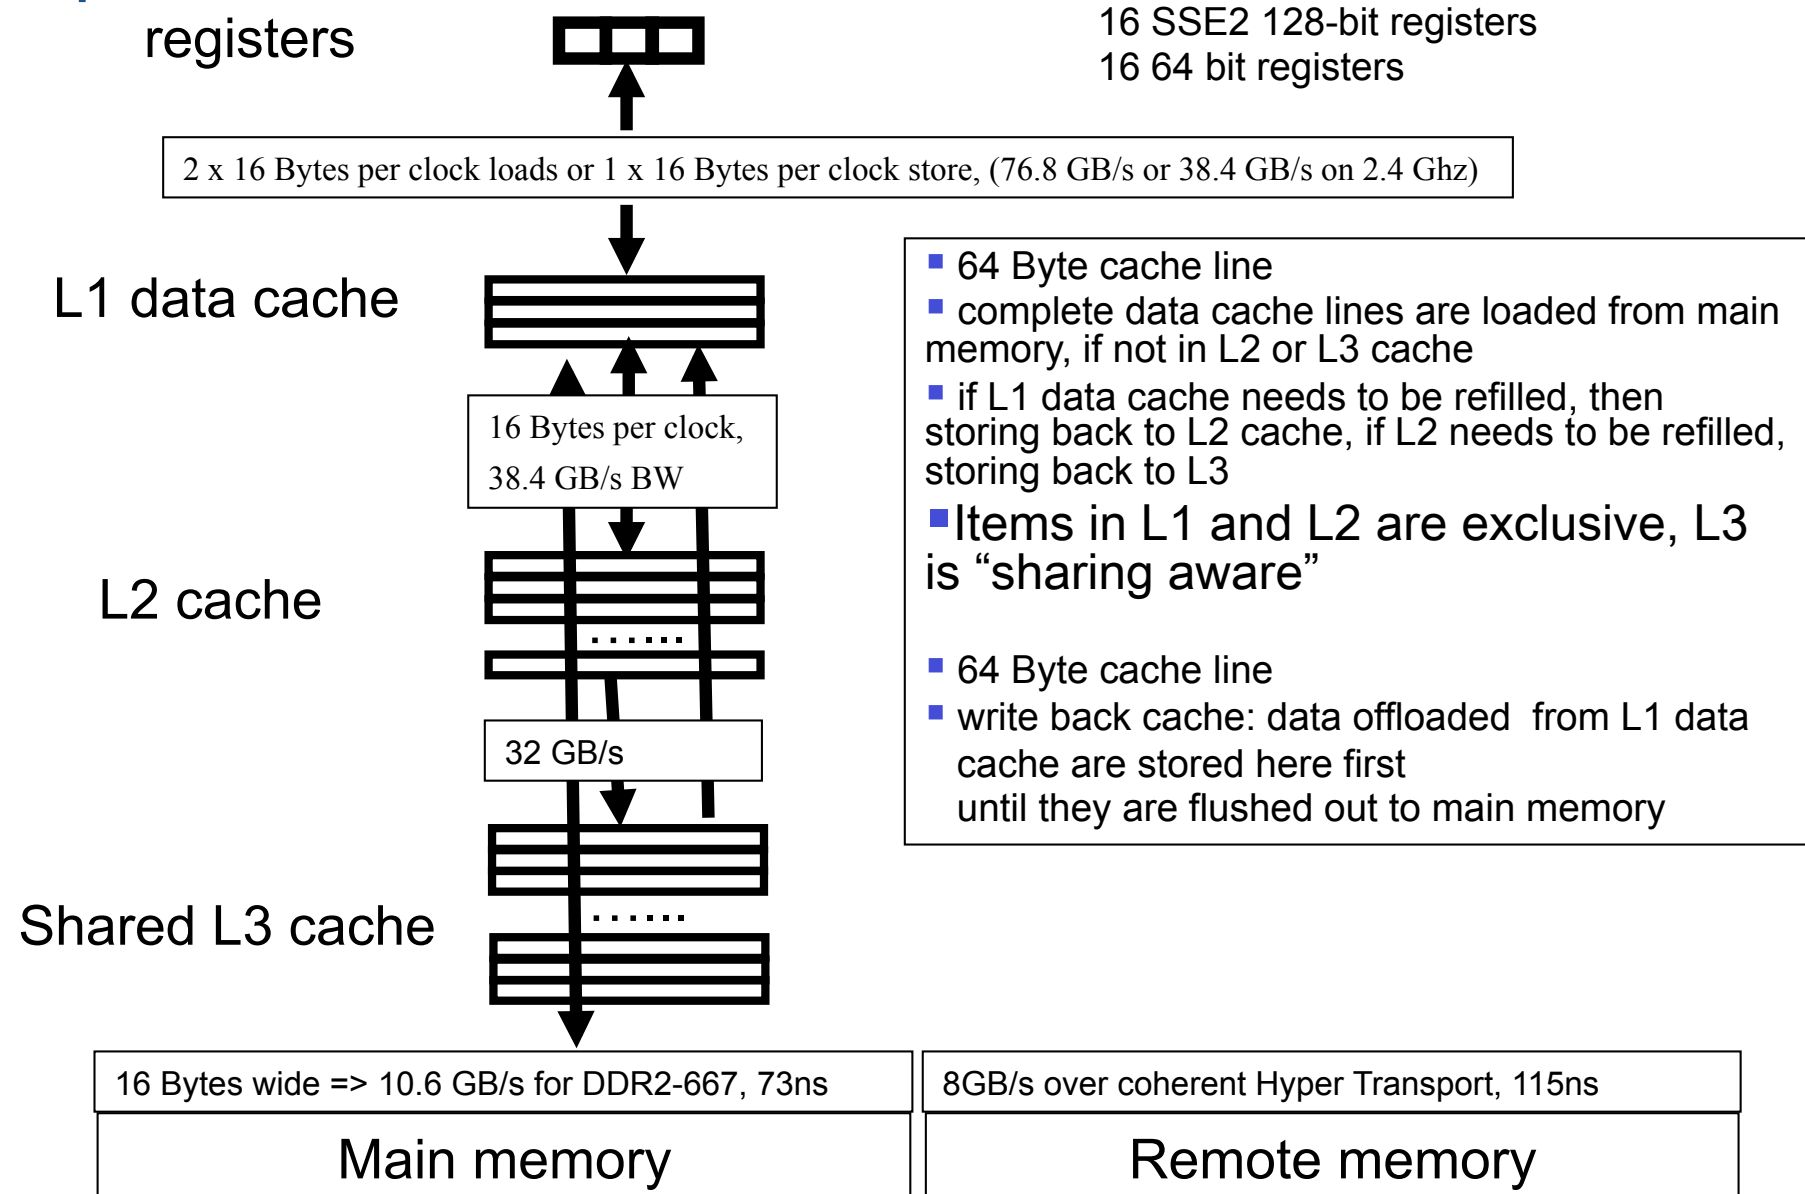 registers
16 SSE2 128-bit registers
16 64 bit registers
2 x 16 Bytes per clock loads or 1 x 16 Bytes per clock store, (76.8 GB/s or 38.4 GB/s on 2.4 Ghz)
L1 data cache
16 Bytes per clock,
38.4 GB/s BW
L2 cache
......
32 GB/s
Shared L3 cache
......
▪ 64 Byte cache line
▪ complete data cache lines are loaded from main
memory, if not in L2 or L3 cache
▪ if L1 data cache needs to be refilled, then
storing back to L2 cache, if L2 needs to be refilled,
storing back to L3
▪Items in L1 and L2 are exclusive, L3
is “sharing aware”
▪ 64 Byte cache line
▪ write back cache: data offloaded from L1 data
cache are stored here first
until they are flushed out to main memory
16 Bytes wide => 10.6 GB/s for DDR2-667, 73ns
8GB/s over coherent Hyper Transport, 115ns
Main memory
Remote memory